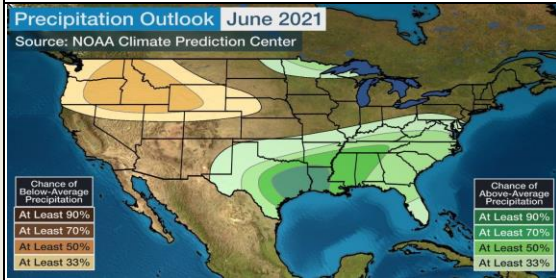 Precipitation Outlook June 2021
Source: NOAA Climate Prediction Center
Chance of
Below-Average
Precipitation
At Least 90%
At Least 70%
At Least 50%
At Least 33%
Chance of
Above-Average
Precipitation
At Least 90%
At Least 70%
At Least 50%
At Least 33%